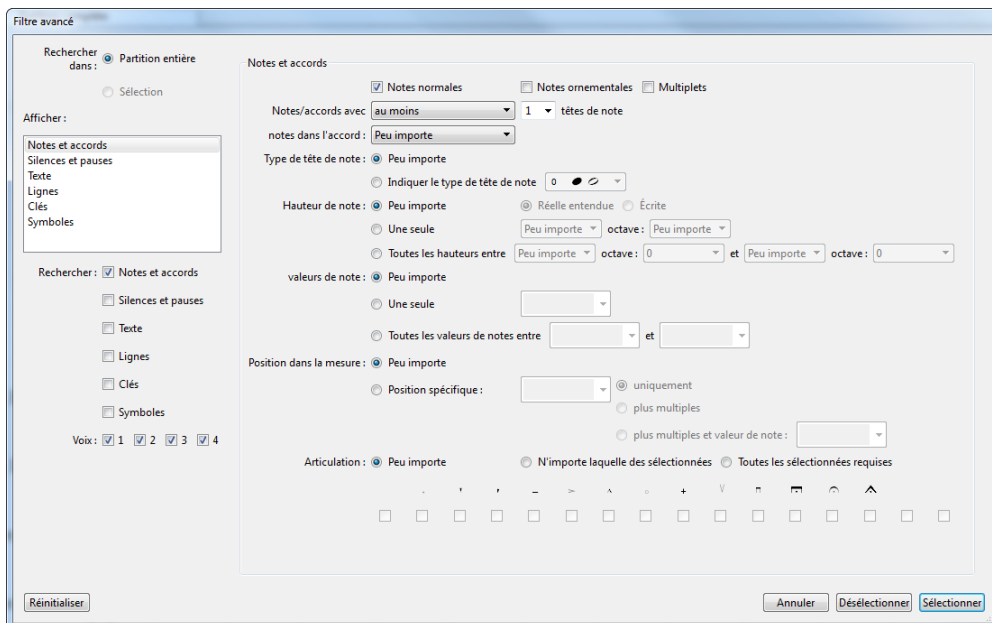 Filtre avancé
Rechercher dans : Partition entière
Sélection
Afficher :
Notes et accords
Silences et pauses
Texte
Lignes
Clés
Symboles
Rechercher : Notes et accords
Silences et pauses
Texte
Lignes
Clés
Symboles
Voix : 1 2 3 4
Notes et accords
Notes normales Notes ornementales Multiplets
Notes/accords avec au moins 1 têtes de note
notes dans l'accord : Peu importe
Type de tête de note : Peu importe
Indiquer le type de tête de note 0
Hauteur de note : Peu importe Réelle entendue Écrite
Une seule Peu importe octave : Peu importe
Toutes les hauteurs entre Peu importe octave : 0 et Peu importe octave : 0
valeurs de note : Peu importe
Une seule
Toutes les valeurs de notes entre et
Position dans la mesure : Peu importe
Position spécifique : uniquement
plus multiples
plus multiples et valeur de note :
Articulation : Peu importe N'importe laquelle des sélectionnées Toutes les sélectionnées requises
Réinitialiser Annuler Désélectionner Sélectionner